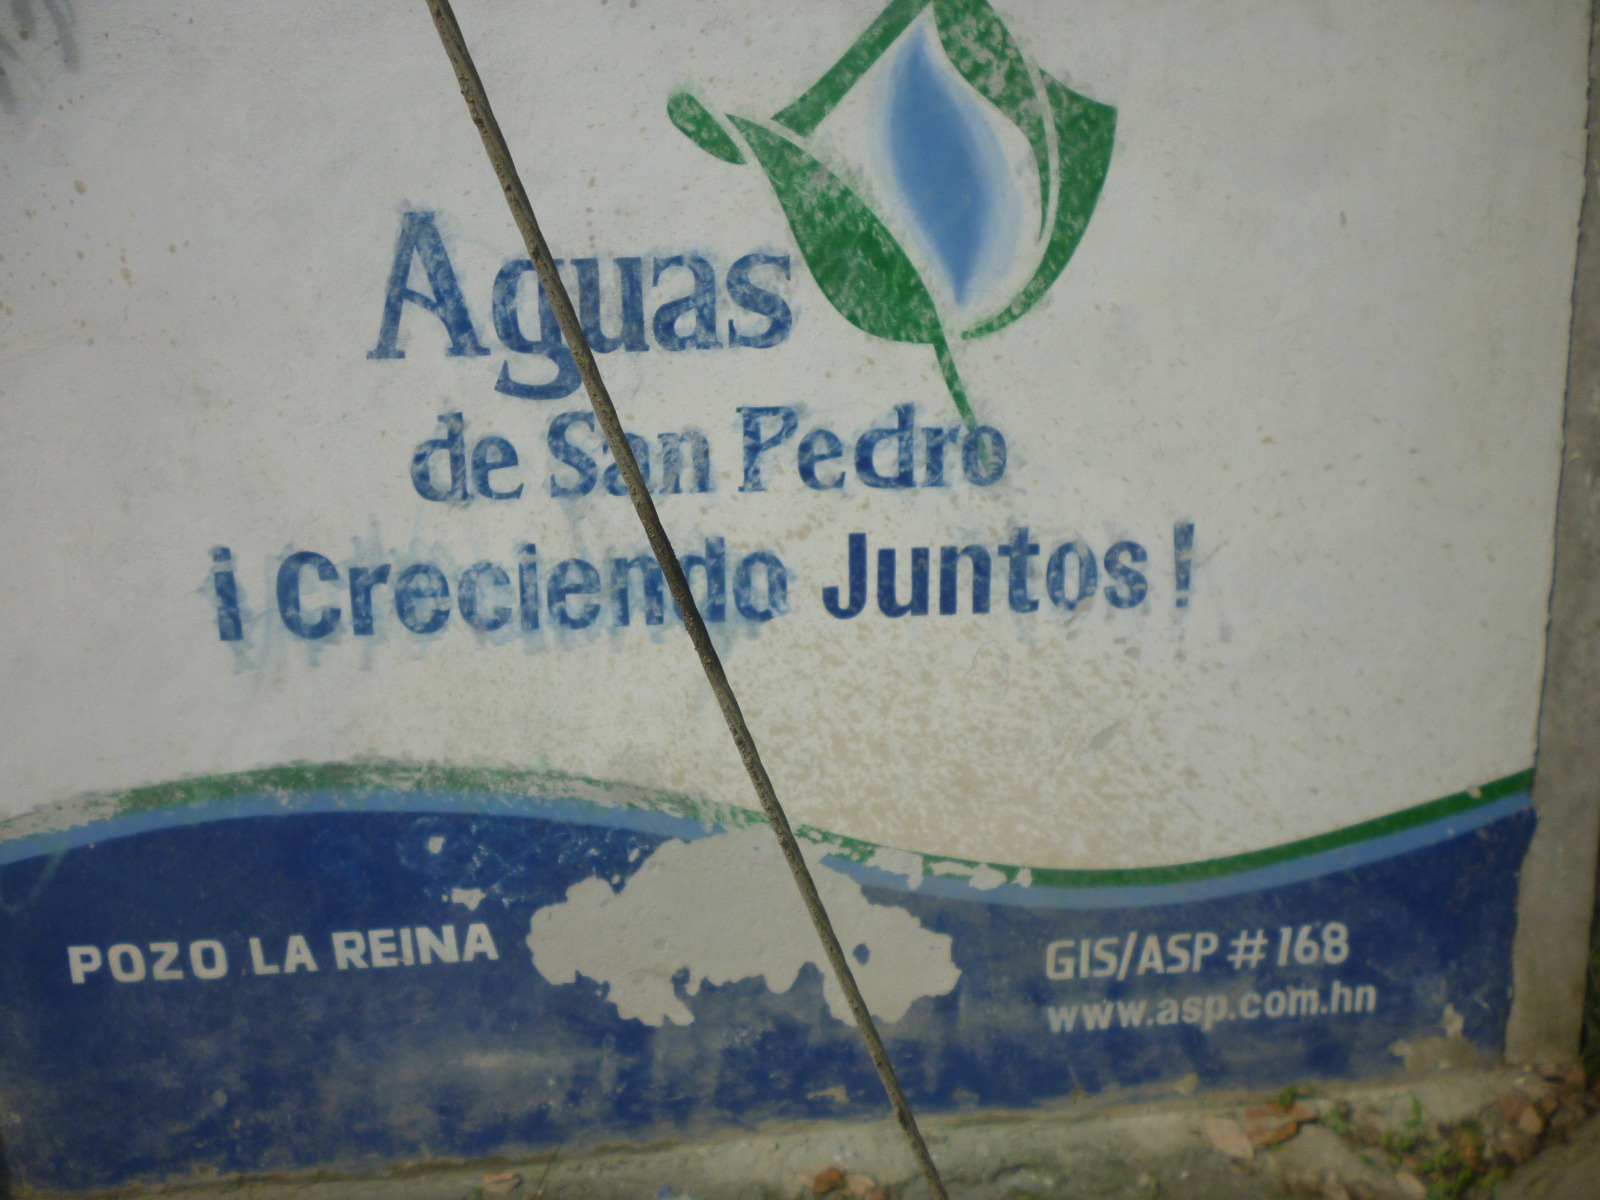 Aguas
de San Pedro
¡Creciendo Juntos!
POZO LA REINA
GIS/ASP #168
www.asp.com.hn